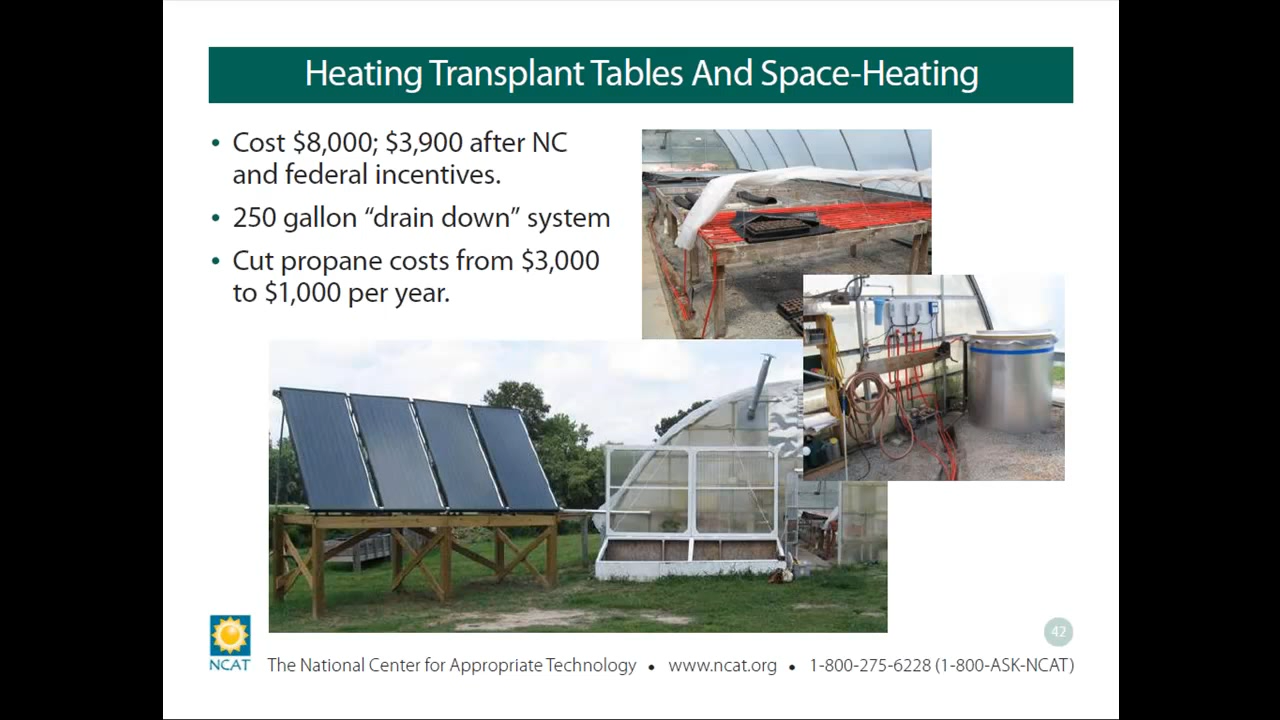 Heating Transplant Tables And Space-Heating
• Cost $8,000; $3,900 after NC
and federal incentives.
• 250 gallon “drain down” system
• Cut propane costs from $3,000
to $1,000 per year.
42
NCAT
The National Center for Appropriate Technology • www.ncat.org • 1-800-275-6228 (1-800-ASK-NCAT)